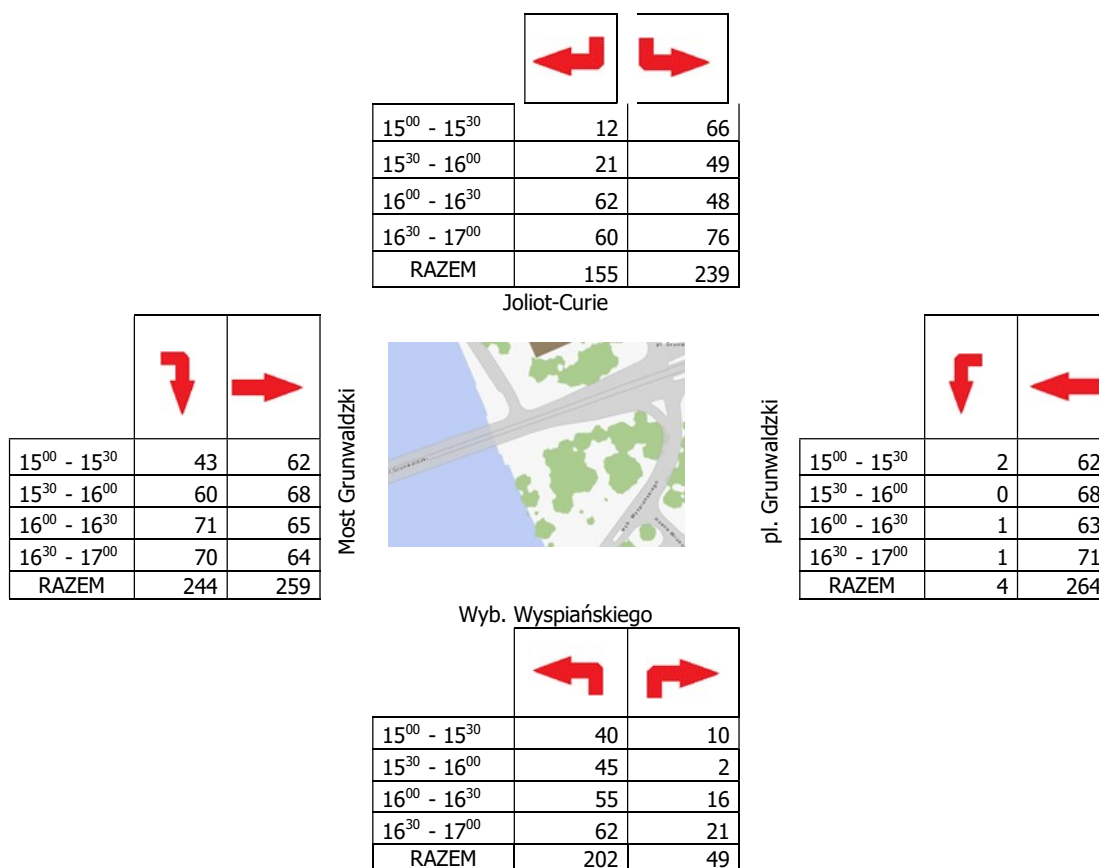 15⁰⁰ - 15³⁰ 12 66
15³⁰ - 16⁰⁰ 21 49
16⁰⁰ - 16³⁰ 62 48
16³⁰ - 17⁰⁰ 60 76
RAZEM 155 239
Joliot-Curie
15⁰⁰ - 15³⁰ 43 62
15³⁰ - 16⁰⁰ 60 68
16⁰⁰ - 16³⁰ 71 65
16³⁰ - 17⁰⁰ 70 64
RAZEM 244 259
Most Grunwaldzki
pl. Grunwaldzki
15⁰⁰ - 15³⁰ 2 62
15³⁰ - 16⁰⁰ 0 68
16⁰⁰ - 16³⁰ 1 63
16³⁰ - 17⁰⁰ 1 71
RAZEM 4 264
Wyb. Wyspiańskiego
15⁰⁰ - 15³⁰ 40 10
15³⁰ - 16⁰⁰ 45 2
16⁰⁰ - 16³⁰ 55 16
16³⁰ - 17⁰⁰ 62 21
RAZEM 202 49